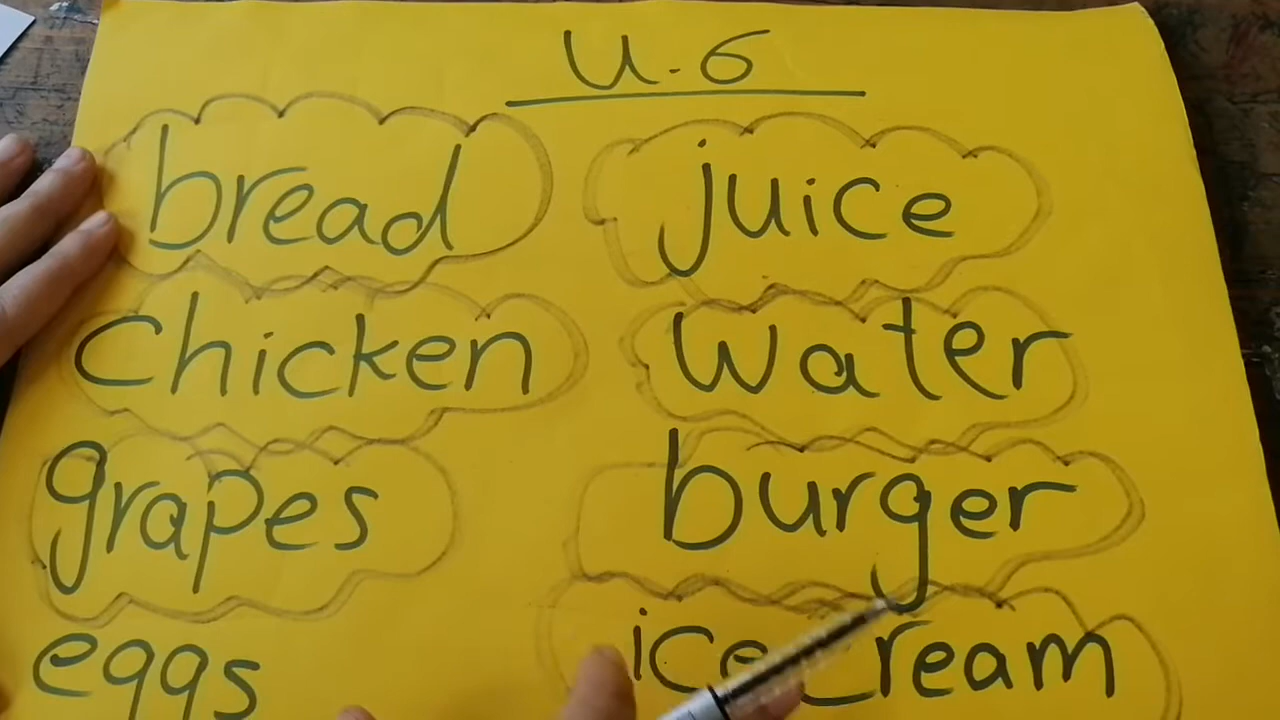 U.6
bread
juice
chicken
water
grapes
burger
eggs
ice cream